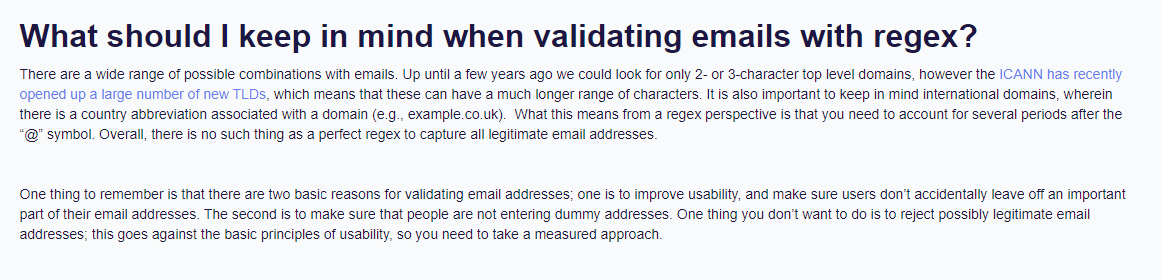 What should I keep in mind when validating emails with regex?
There are a wide range of possible combinations with emails. Up until a few years ago we could look for only 2- or 3-character top level domains, however the ICANN has recently
opened up a large number of new TLDs, which means that these can have a much longer range of characters. It is also important to keep in mind international domains, wherein
there is a country abbreviation associated with a domain (e.g., example.co.uk).  What this means from a regex perspective is that you need to account for several periods after the
“@” symbol. Overall, there is no such thing as a perfect regex to capture all legitimate email addresses.
One thing to remember is that there are two basic reasons for validating email addresses; one is to improve usability, and make sure users don’t accidentally leave off an important
part of their email addresses. The second is to make sure that people are not entering dummy addresses. One thing you don’t want to do is to reject possibly legitimate email
addresses; this goes against the basic principles of usability, so you need to take a measured approach.